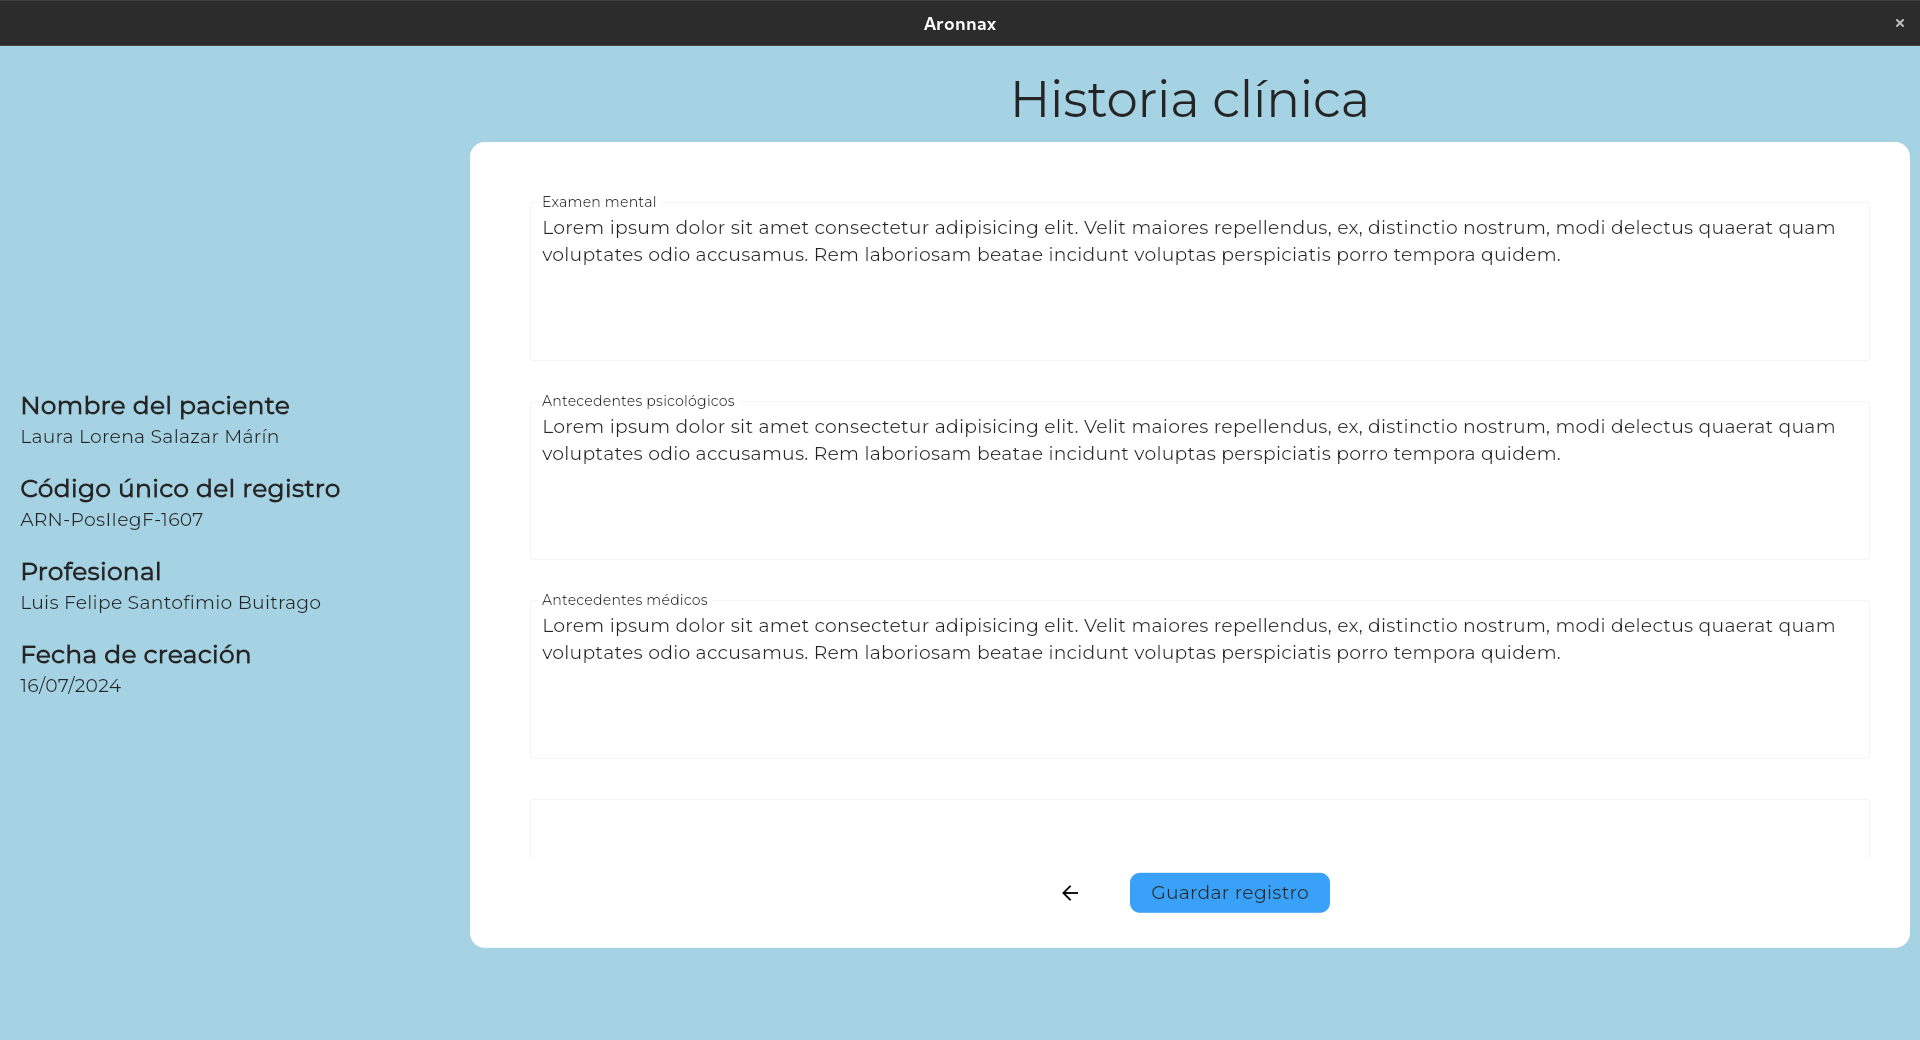 Aronnax
Historia clínica
Nombre del paciente
Laura Lorena Salazar Márín
Código único del registro
ARN-PosIlegF-1607
Profesional
Luis Felipe Santofimio Buitrago
Fecha de creación
16/07/2024
Examen mental
Lorem ipsum dolor sit amet consectetur adipisicing elit. Velit maiores repellendus, ex, distinctio nostrum, modi delectus quaerat quam
voluptates odio accusamus. Rem laboriosam beatae incidunt voluptas perspiciatis porro tempora quidem.
Antecedentes psicológicos
Lorem ipsum dolor sit amet consectetur adipisicing elit. Velit maiores repellendus, ex, distinctio nostrum, modi delectus quaerat quam
voluptates odio accusamus. Rem laboriosam beatae incidunt voluptas perspiciatis porro tempora quidem.
Antecedentes médicos
Lorem ipsum dolor sit amet consectetur adipisicing elit. Velit maiores repellendus, ex, distinctio nostrum, modi delectus quaerat quam
voluptates odio accusamus. Rem laboriosam beatae incidunt voluptas perspiciatis porro tempora quidem.
Guardar registro